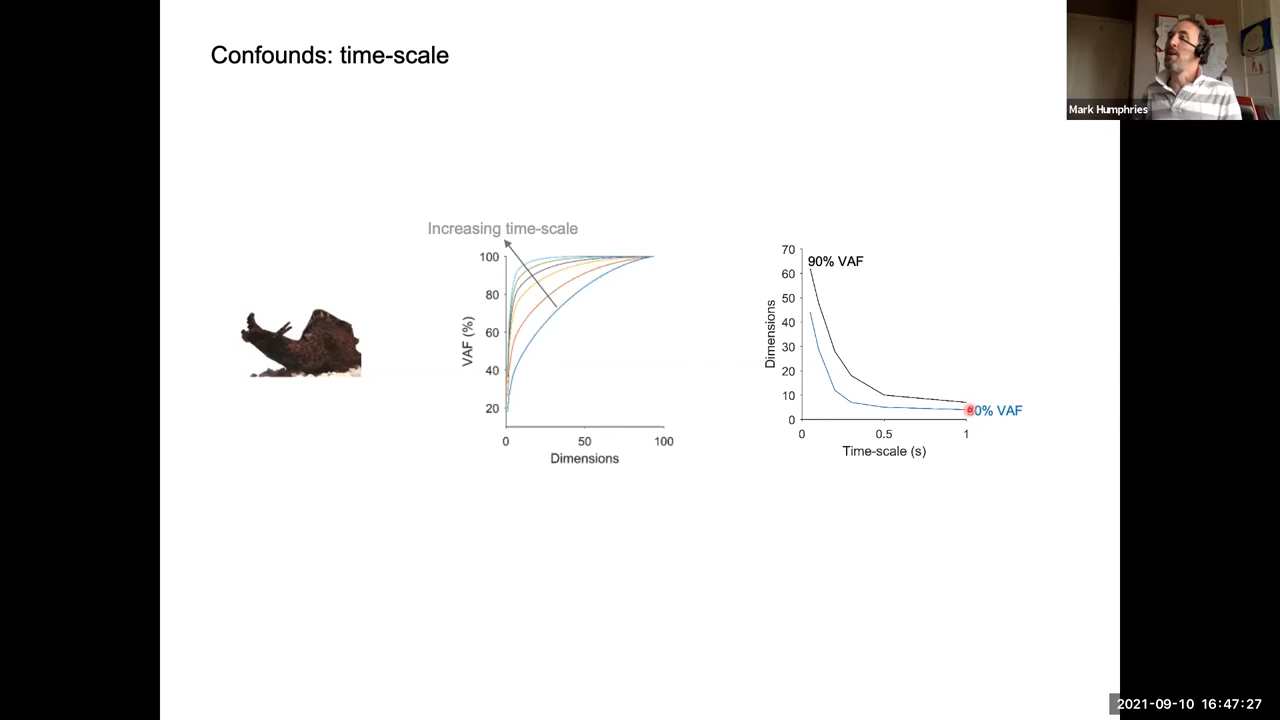 Confounds: time-scale
Mark Humphries
Increasing time-scale
100
80
60
40
20
VAF (%)
0
50
100
Dimensions
70
60
50
40
30
20
10
0
Dimensions
90% VAF
0% VAF
0
0.5
1
Time-scale (s)
2021-09-10 16:47:27